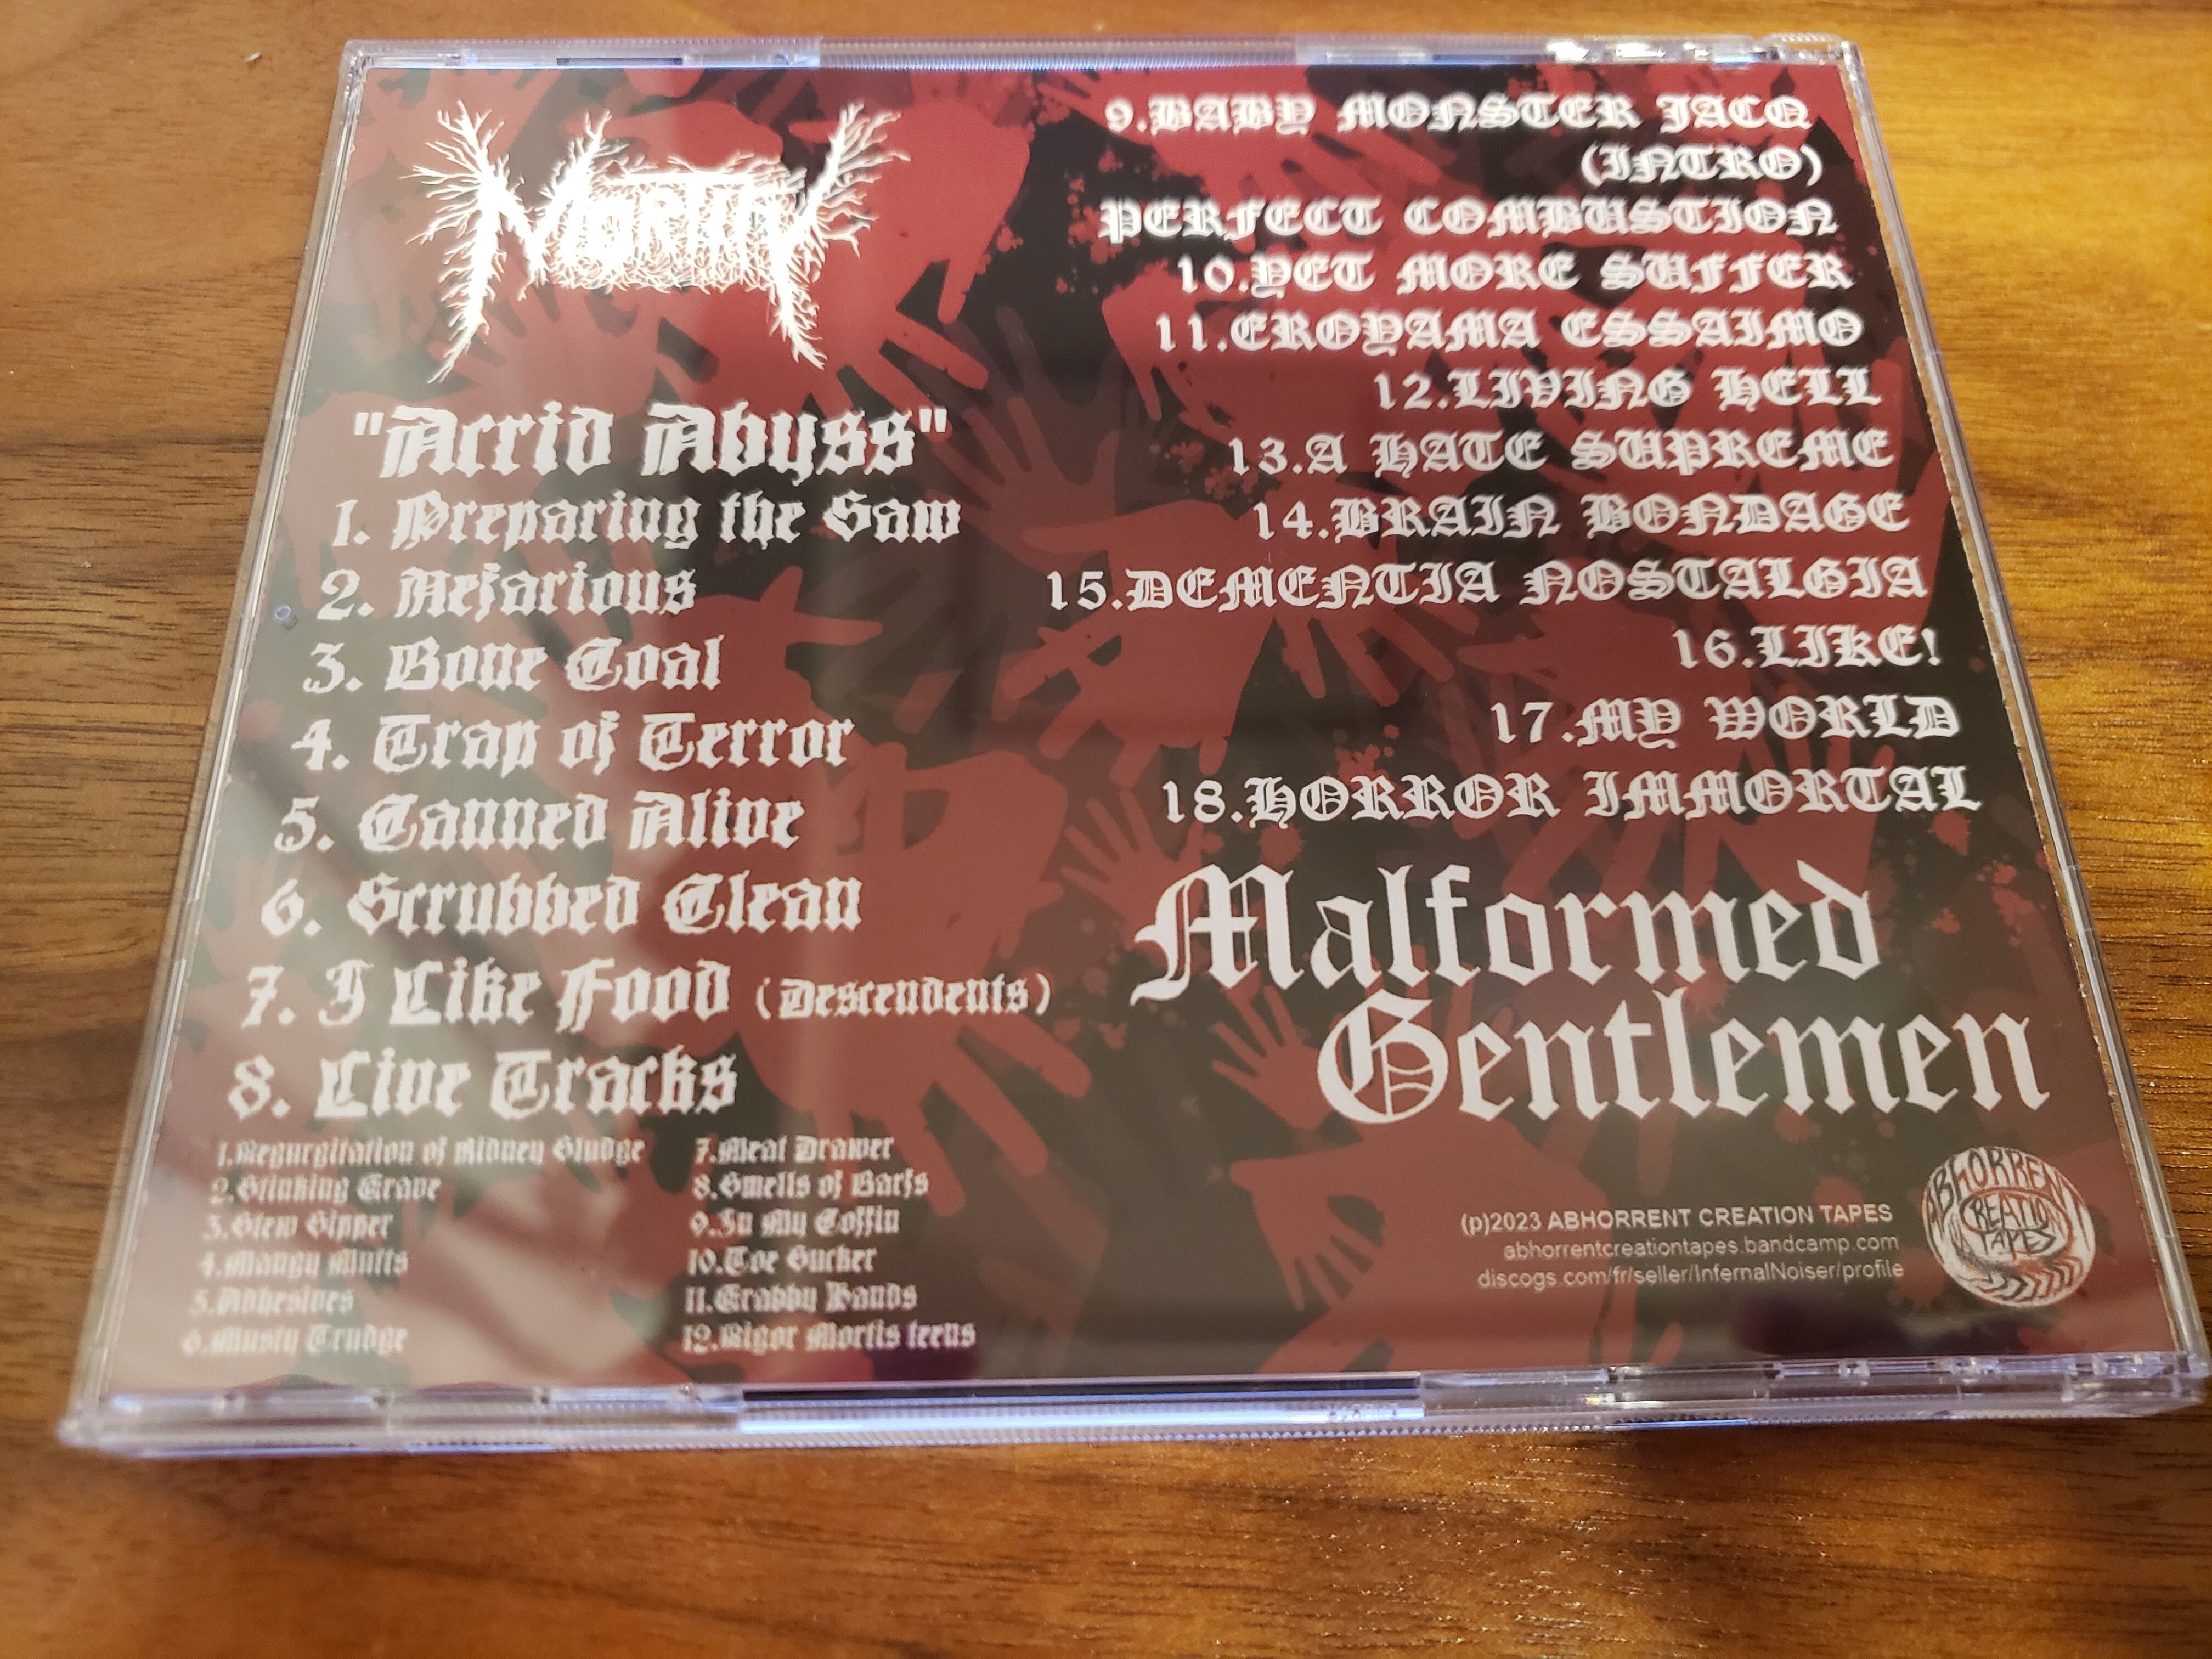 "Acrid Abyss"
1. Preparing the Saw
2. Nefarious
3. Bone Coal
4. Trap of Terror
5. Canned Alive
6. Scrubbed Clean
7. I Like Food (Descendents)
8. Live Tracks
1.Regurgitation of Kidney Sludge
2.Stinking Grave
3.Stew Sipper
4.Mangy Mutts
5.Adhesives
6.Musty Trudge
7.Meat Drawer
8.Smells of Barfs
9.In My Coffin
10.Toe Sucker
11.Grabby Hands
12.Rigor Mortis teens
9.BABY MONSTER JACQ
(INTRO)
PERFECT COMBUSTION
10.YET MORE SUFFER
11.EROYAMA ESSAIMO
12.LIVING HELL
13.A HATE SUPREME
14.BRAIN BONDAGE
15.DEMENTIA NOSTALGIA
16.LIKE!
17.MY WORLD
18.HORROR IMMORTAL
Malformed
Gentlemen
(p)2023 ABHORRENT CREATION TAPES
abhorrentcreationtapes.bandcamp.com
discogs.com/fr/seller/InfernalNoiser/profile
ABHORRENT
CREATION
TAPES